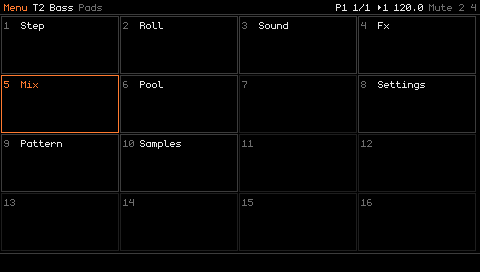 Menu T2 Bass Pads P1 1/1 ▶1 120.0 Mute 2 4
1 Step 2 Roll 3 Sound 4 Fx
5 Mix 6 Pool 7 8 Settings
9 Pattern 10 Samples 11 12
13 14 15 16